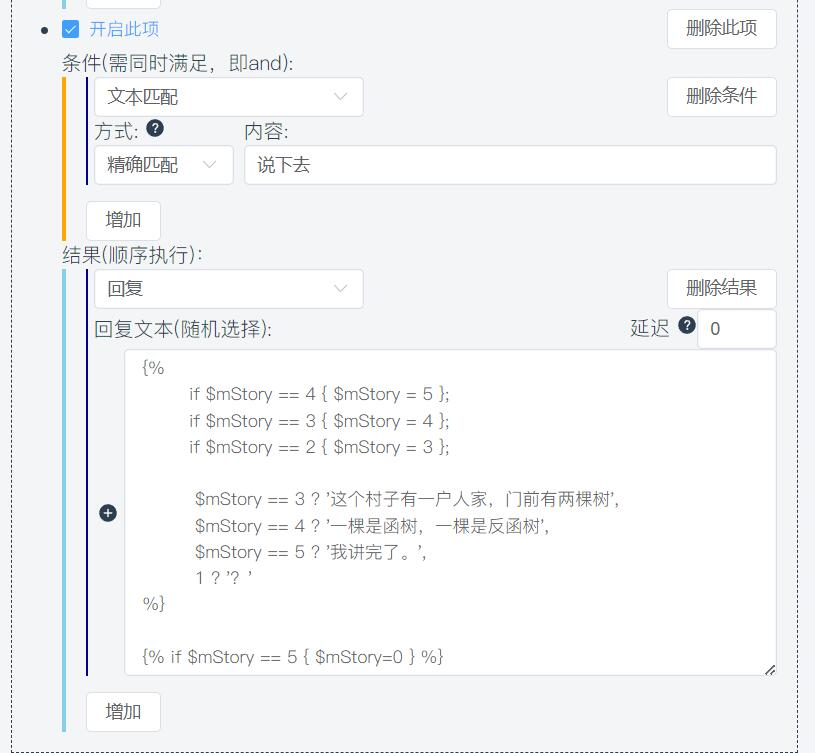 开启此项
删除此项
条件(需同时满足，即and):
文本匹配
删除条件
方式: ?
内容:
精确匹配
说下去
增加
结果(顺序执行):
回复
删除结果
回复文本(随机选择):
延迟 ?
0
{%
if $mStory == 4 { $mStory = 5 };
if $mStory == 3 { $mStory = 4 };
if $mStory == 2 { $mStory = 3 };
$mStory == 3 ? '这个村子有一户人家，门前有两棵树',
$mStory == 4 ? '一棵是函树，一棵是反函树',
$mStory == 5 ? '我讲完了。',
1 ? '？'
%}
{% if $mStory == 5 { $mStory=0 } %}
增加